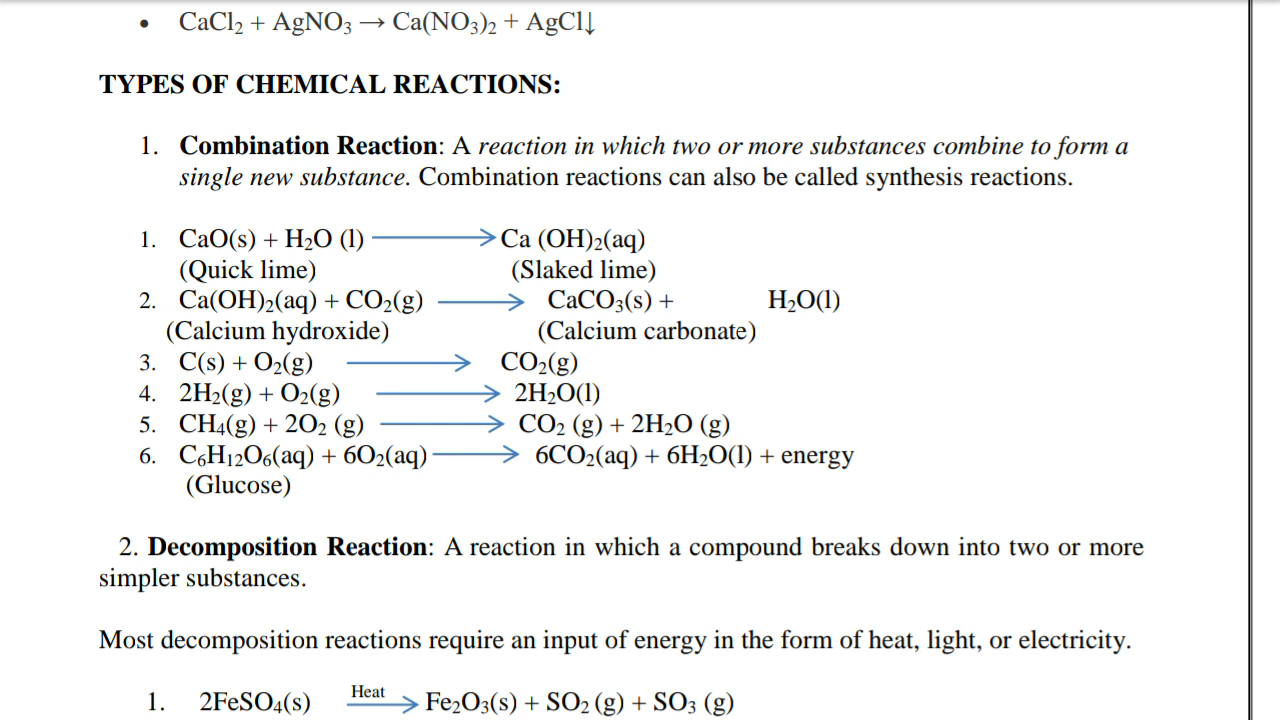 • CaCl₂ + AgNO₃ → Ca(NO₃)₂ + AgCl↓
TYPES OF CHEMICAL REACTIONS:
1. Combination Reaction: A reaction in which two or more substances combine to form a
single new substance. Combination reactions can also be called synthesis reactions.
1. CaO(s) + H₂O (l) → Ca (OH)₂(aq)
(Quick lime) (Slaked lime)
2. Ca(OH)₂(aq) + CO₂(g) → CaCO₃(s) + H₂O(l)
(Calcium hydroxide) (Calcium carbonate)
3. C(s) + O₂(g) → CO₂(g)
4. 2H₂(g) + O₂(g) → 2H₂O(l)
5. CH₄(g) + 2O₂ (g) → CO₂ (g) + 2H₂O (g)
6. C₆H₁₂O₆(aq) + 6O₂(aq) → 6CO₂(aq) + 6H₂O(l) + energy
(Glucose)
2. Decomposition Reaction: A reaction in which a compound breaks down into two or more
simpler substances.
Most decomposition reactions require an input of energy in the form of heat, light, or electricity.
1. 2FeSO₄(s) Heat → Fe₂O₃(s) + SO₂ (g) + SO₃ (g)